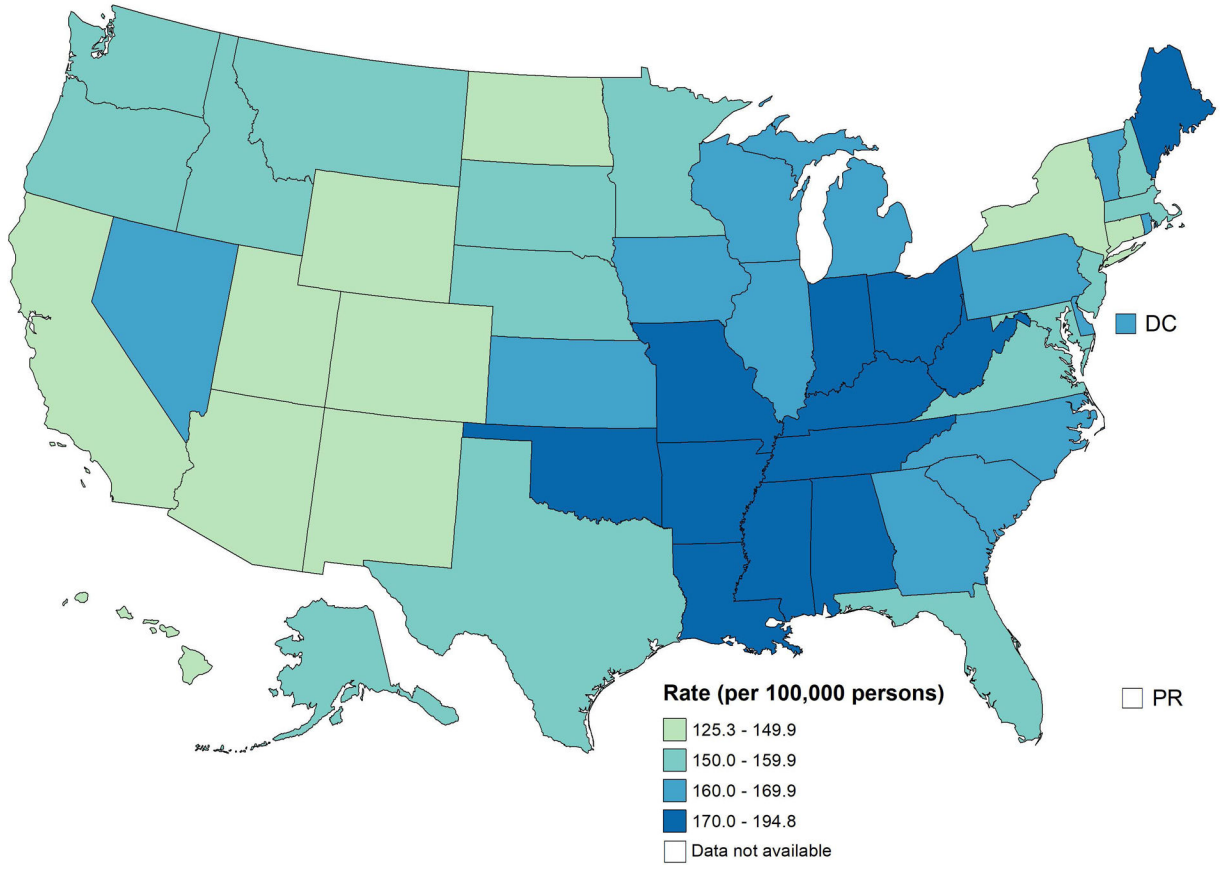 DC
PR
Rate (per 100,000 persons)
125.3 - 149.9
150.0 - 159.9
160.0 - 169.9
170.0 - 194.8
Data not available